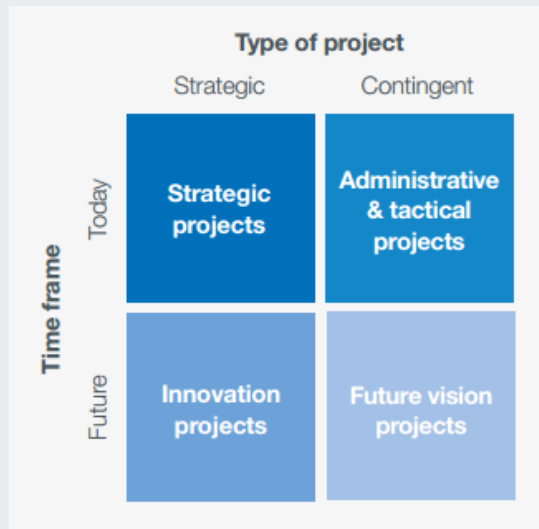 Type of project
Strategic
Contingent
Time frame
Today
Strategic
projects
Administrative
& tactical
projects
Future
Innovation
projects
Future vision
projects